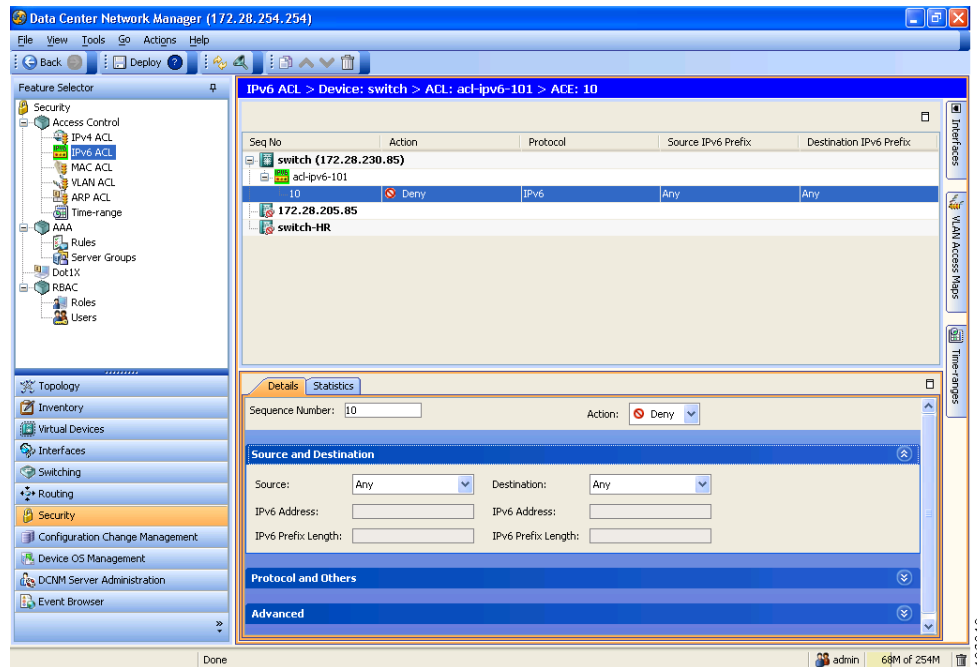 Data Center Network Manager (172.28.254.254)
File View Tools Go Actions Help
Back Deploy ?
Feature Selector
Security
Access Control
IPv4 ACL
IPv6 ACL
MAC ACL
VLAN ACL
ARP ACL
Time-range
AAA
Rules
Server Groups
Dot1X
RBAC
Roles
Users
Topology
Inventory
Virtual Devices
Interfaces
Switching
Routing
Security
Configuration Change Management
Device OS Management
DCNM Server Administration
Event Browser
»
IPv6 ACL > Device: switch > ACL: acl-ipv6-101 > ACE: 10
Seq No Action Protocol Source IPv6 Prefix Destination IPv6 Prefix
switch (172.28.230.85)
acl-ipv6-101
10 Deny IPv6 Any Any
172.28.205.85
switch-HR
Interfaces
VLAN Access Maps
Time-ranges
Details Statistics
Sequence Number: 10 Action: Deny
Source and Destination
Source: Any Destination: Any
IPv6 Address: IPv6 Address:
IPv6 Prefix Length: IPv6 Prefix Length:
Protocol and Others
Advanced
Done admin 68M of 254M